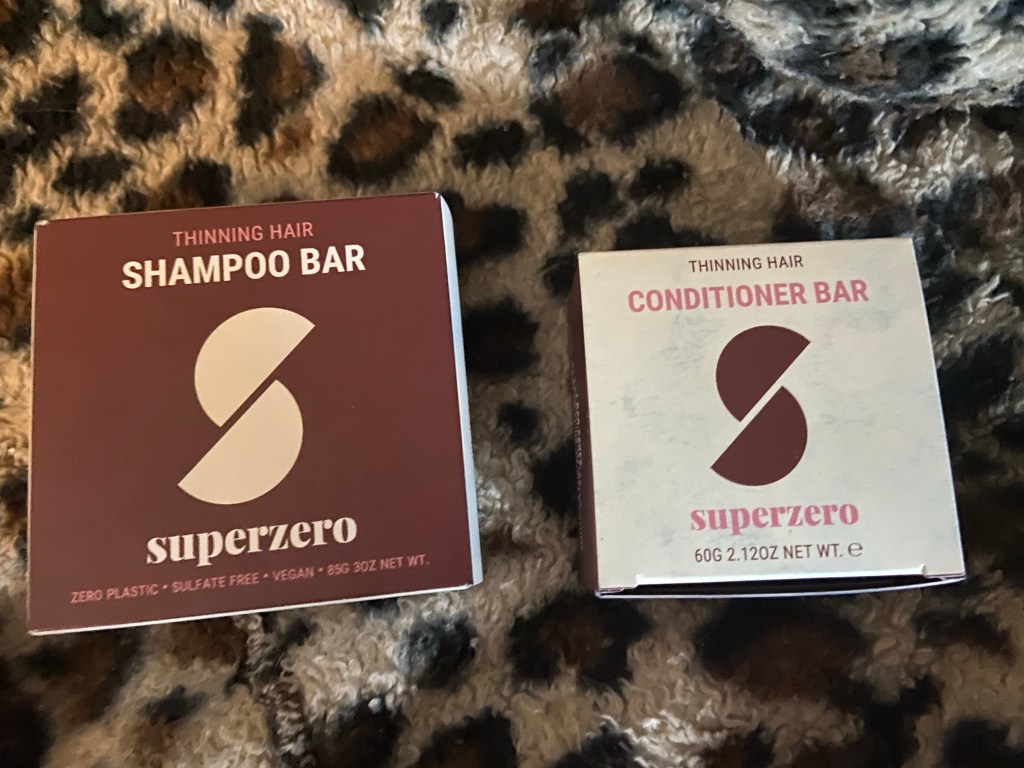 THINNING HAIR
SHAMPOO BAR
superzero
ZERO PLASTIC • SULFATE FREE • VEGAN • 85G 3OZ NET WT.
THINNING HAIR
CONDITIONER BAR
superzero
60G 2.12OZ NET WT. ℮